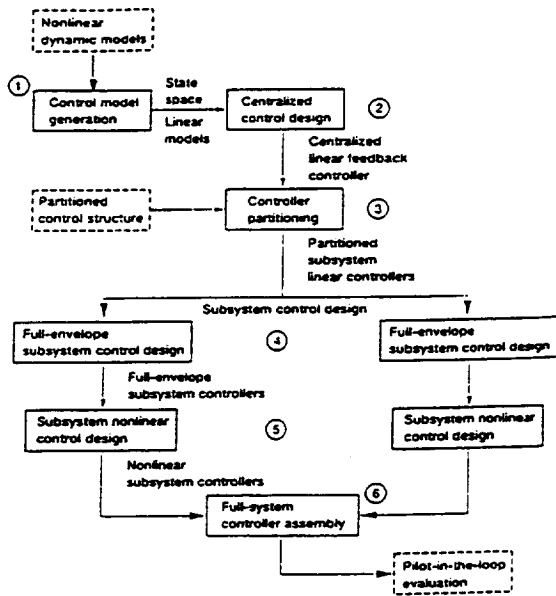 Nonlinear
dynamic models
1
Control model
generation
State
space
Linear
models
Centralized
control design
2
Centralized
linear feedback
controller
Partitioned
control structure
Controller
partitioning
3
Partitioned
subsystem
linear controllers
Subsystem control design
Full-envelope
subsystem control design
4
Full-envelope
subsystem control design
Full-envelope
subsystem controllers
Subsystem nonlinear
control design
5
Subsystem nonlinear
control design
Nonlinear
subsystem controllers
6
Full-system
controller assembly
Pilot-in-the-loop
evaluation